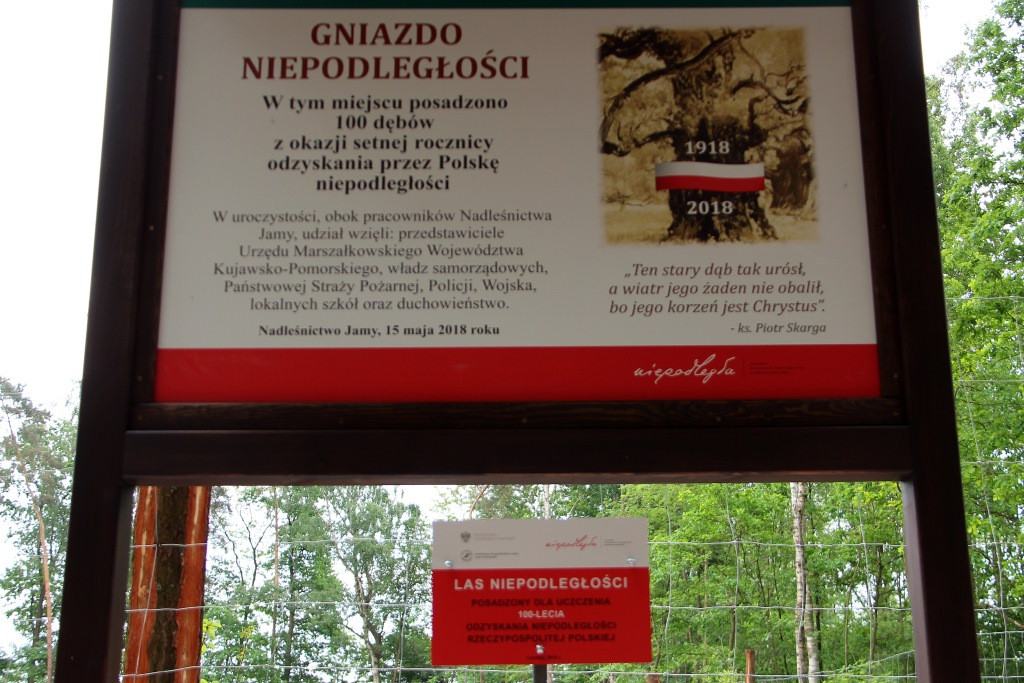 GNIAZDO
NIEPODLEGŁOŚCI
W tym miejscu posadzono
100 dębów
z okazji setnej rocznicy
odzyskania przez Polskę
niepodległości
W uroczystości, obok pracowników Nadleśnictwa
Jamy, udział wzięli: przedstawiciele
Urzędu Marszałkowskiego Województwa
Kujawsko-Pomorskiego, władz samorządowych,
Państwowej Straży Pożarnej, Policji, Wojska,
lokalnych szkół oraz duchowieństwo.
Nadleśnictwo Jamy, 15 maja 2018 roku
1918
2018
„Ten stary dąb tak urósł,
a wiatr jego żaden nie obalił,
bo jego korzeń jest Chrystus”.
- ks. Piotr Skarga
niepodległa
niepodległa
LAS NIEPODLEGŁOŚCI
POSADZONY DLA UCZCZENIA
100-LECIA
ODZYSKANIA NIEPODLEGŁOŚCI
RZECZYPOSPOLITEJ POLSKIEJ